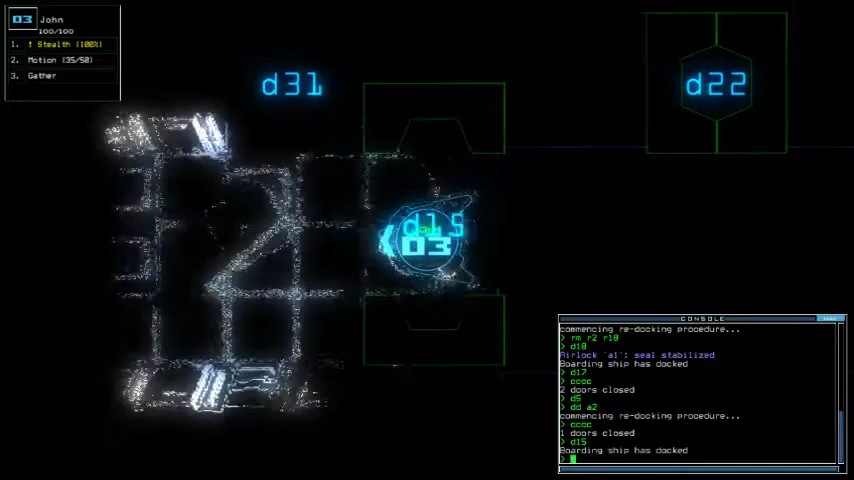 03 John
100/100
1. ! Stealth (100%)
2. Motion (35/50)
3. Gather
d31
d22
d15
03
CONSOLE
commencing re-docking procedure...
> rm r2 r18
> d18
Airlock `a1`: seal stabilized
Boarding ship has docked
> d17
> cccc
2 doors closed
> d5
> dd a2
commencing re-docking procedure...
> cccc
1 doors closed
> d15
Boarding ship has docked
>